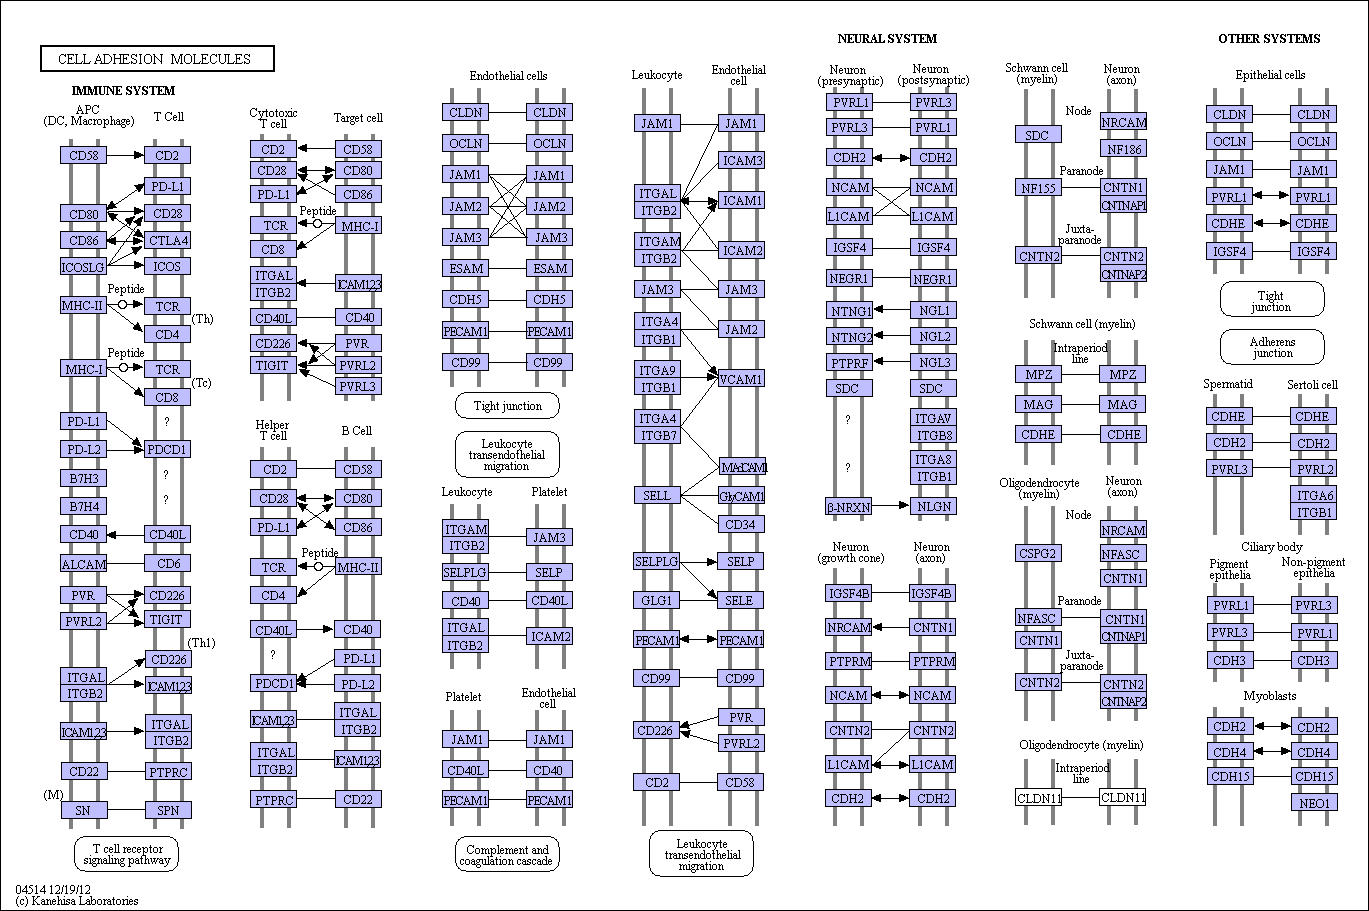 CELL ADHESION MOLECULES
IMMUNE SYSTEM
APC
(DC, Macrophage)
T Cell
CD58
CD2
PD-L1
CD80
CD28
CD86
CTLA4
ICOSLG
ICOS
Peptide
MHC-II
TCR
(Th)
CD4
Peptide
MHC-I
TCR
(Tc)
CD8
PD-L1
?
PD-L2
PDCD1
B7H3
?
B7H4
?
CD40
CD40L
ALCAM
CD6
PVR
CD226
PVRL2
TIGIT
(Th1)
CD226
ITGAL
ITGB2
ICAM123
ICAM123
ITGAL
ITGB2
CD22
PTPRC
(M)
SN
SPN
T cell receptor
signaling pathway
04514 12/19/12
(c) Kanehisa Laboratories
Cytotoxic
T cell
Target cell
CD2
CD58
CD28
CD80
PD-L1
CD86
Peptide
TCR
MHC-I
CD8
ITGAL
ITGB2
ICAM123
CD40L
CD40
CD226
PVR
TIGIT
PVRL2
PVRL3
Helper
T cell
B Cell
CD2
CD58
CD28
CD80
PD-L1
CD86
Peptide
TCR
MHC-II
CD4
CD40L
CD40
?
PD-L1
PDCD1
PD-L2
ICAM123
ITGAL
ITGB2
ITGAL
ITGB2
ICAM123
PTPRC
CD22
Endothelial cells
CLDN
CLDN
OCLN
OCLN
JAM1
JAM1
JAM2
JAM2
JAM3
JAM3
ESAM
ESAM
CDH5
CDH5
PECAM1
PECAM1
CD99
CD99
Tight junction
Leukocyte
transendothelial
migration
Leukocyte
Platelet
ITGAM
ITGB2
JAM3
SELPLG
SELP
CD40
CD40L
ITGAL
ITGB2
ICAM2
Platelet
Endothelial
cell
JAM1
JAM1
CD40L
CD40
PECAM1
PECAM1
Complement and
coagulation cascade
Leukocyte
Endothelial
cell
JAM1
JAM1
ICAM3
ITGAL
ITGB2
ICAM1
ITGAM
ITGB2
ICAM2
JAM3
JAM3
ITGA4
ITGB1
JAM2
ITGA9
ITGB1
VCAM1
ITGA4
ITGB7
MAdCAM1
SELL
GlyCAM1
CD34
SELPLG
SELP
GLG1
SELE
PECAM1
PECAM1
CD99
CD99
PVR
CD226
PVRL2
CD2
CD58
Leukocyte
transendothelial
migration
NEURAL SYSTEM
Neuron
(presynaptic)
Neuron
(postsynaptic)
PVRL1
PVRL3
PVRL3
PVRL1
CDH2
CDH2
NCAM
NCAM
L1CAM
L1CAM
IGSF4
IGSF4
NEGR1
NEGR1
NTNG1
NGL1
NTNG2
NGL2
PTPRF
NGL3
SDC
SDC
?
ITGAV
ITGB8
?
ITGA8
ITGB1
β-NRXN
NLGN
Neuron
(growth cone)
Neuron
(axon)
IGSF4B
IGSF4B
NRCAM
CNTN1
PTPRM
PTPRM
NCAM
NCAM
CNTN2
CNTN2
L1CAM
L1CAM
CDH2
CDH2
Schwann cell
(myelin)
Neuron
(axon)
Node
NRCAM
SDC
NF186
Paranode
NF155
CNTN1
CNTNAP1
Juxta-
paranode
CNTN2
CNTN2
CNTNAP2
Schwann cell (myelin)
Intraperiod
line
MPZ
MPZ
MAG
MAG
CDHE
CDHE
Oligodendrocyte
(myelin)
Neuron
(axon)
Node
NRCAM
CSPG2
NFASC
CNTN1
Paranode
NFASC
CNTN1
CNTN1
CNTNAP1
Juxta-
paranode
CNTN2
CNTN2
CNTNAP2
Oligodendrocyte (myelin)
Intraperiod
line
CLDN11
CLDN11
OTHER SYSTEMS
Epithelial cells
CLDN
CLDN
OCLN
OCLN
JAM1
JAM1
PVRL1
PVRL1
CDHE
CDHE
IGSF4
IGSF4
Tight
junction
Adherens
junction
Spermatid
Sertoli cell
CDHE
CDHE
CDH2
CDH2
PVRL3
PVRL2
ITGA6
ITGB1
Ciliary body
Pigment
epithelia
Non-pigment
epithelia
PVRL1
PVRL3
PVRL3
PVRL1
CDH3
CDH3
Myoblasts
CDH2
CDH2
CDH4
CDH4
CDH15
CDH15
NEO1